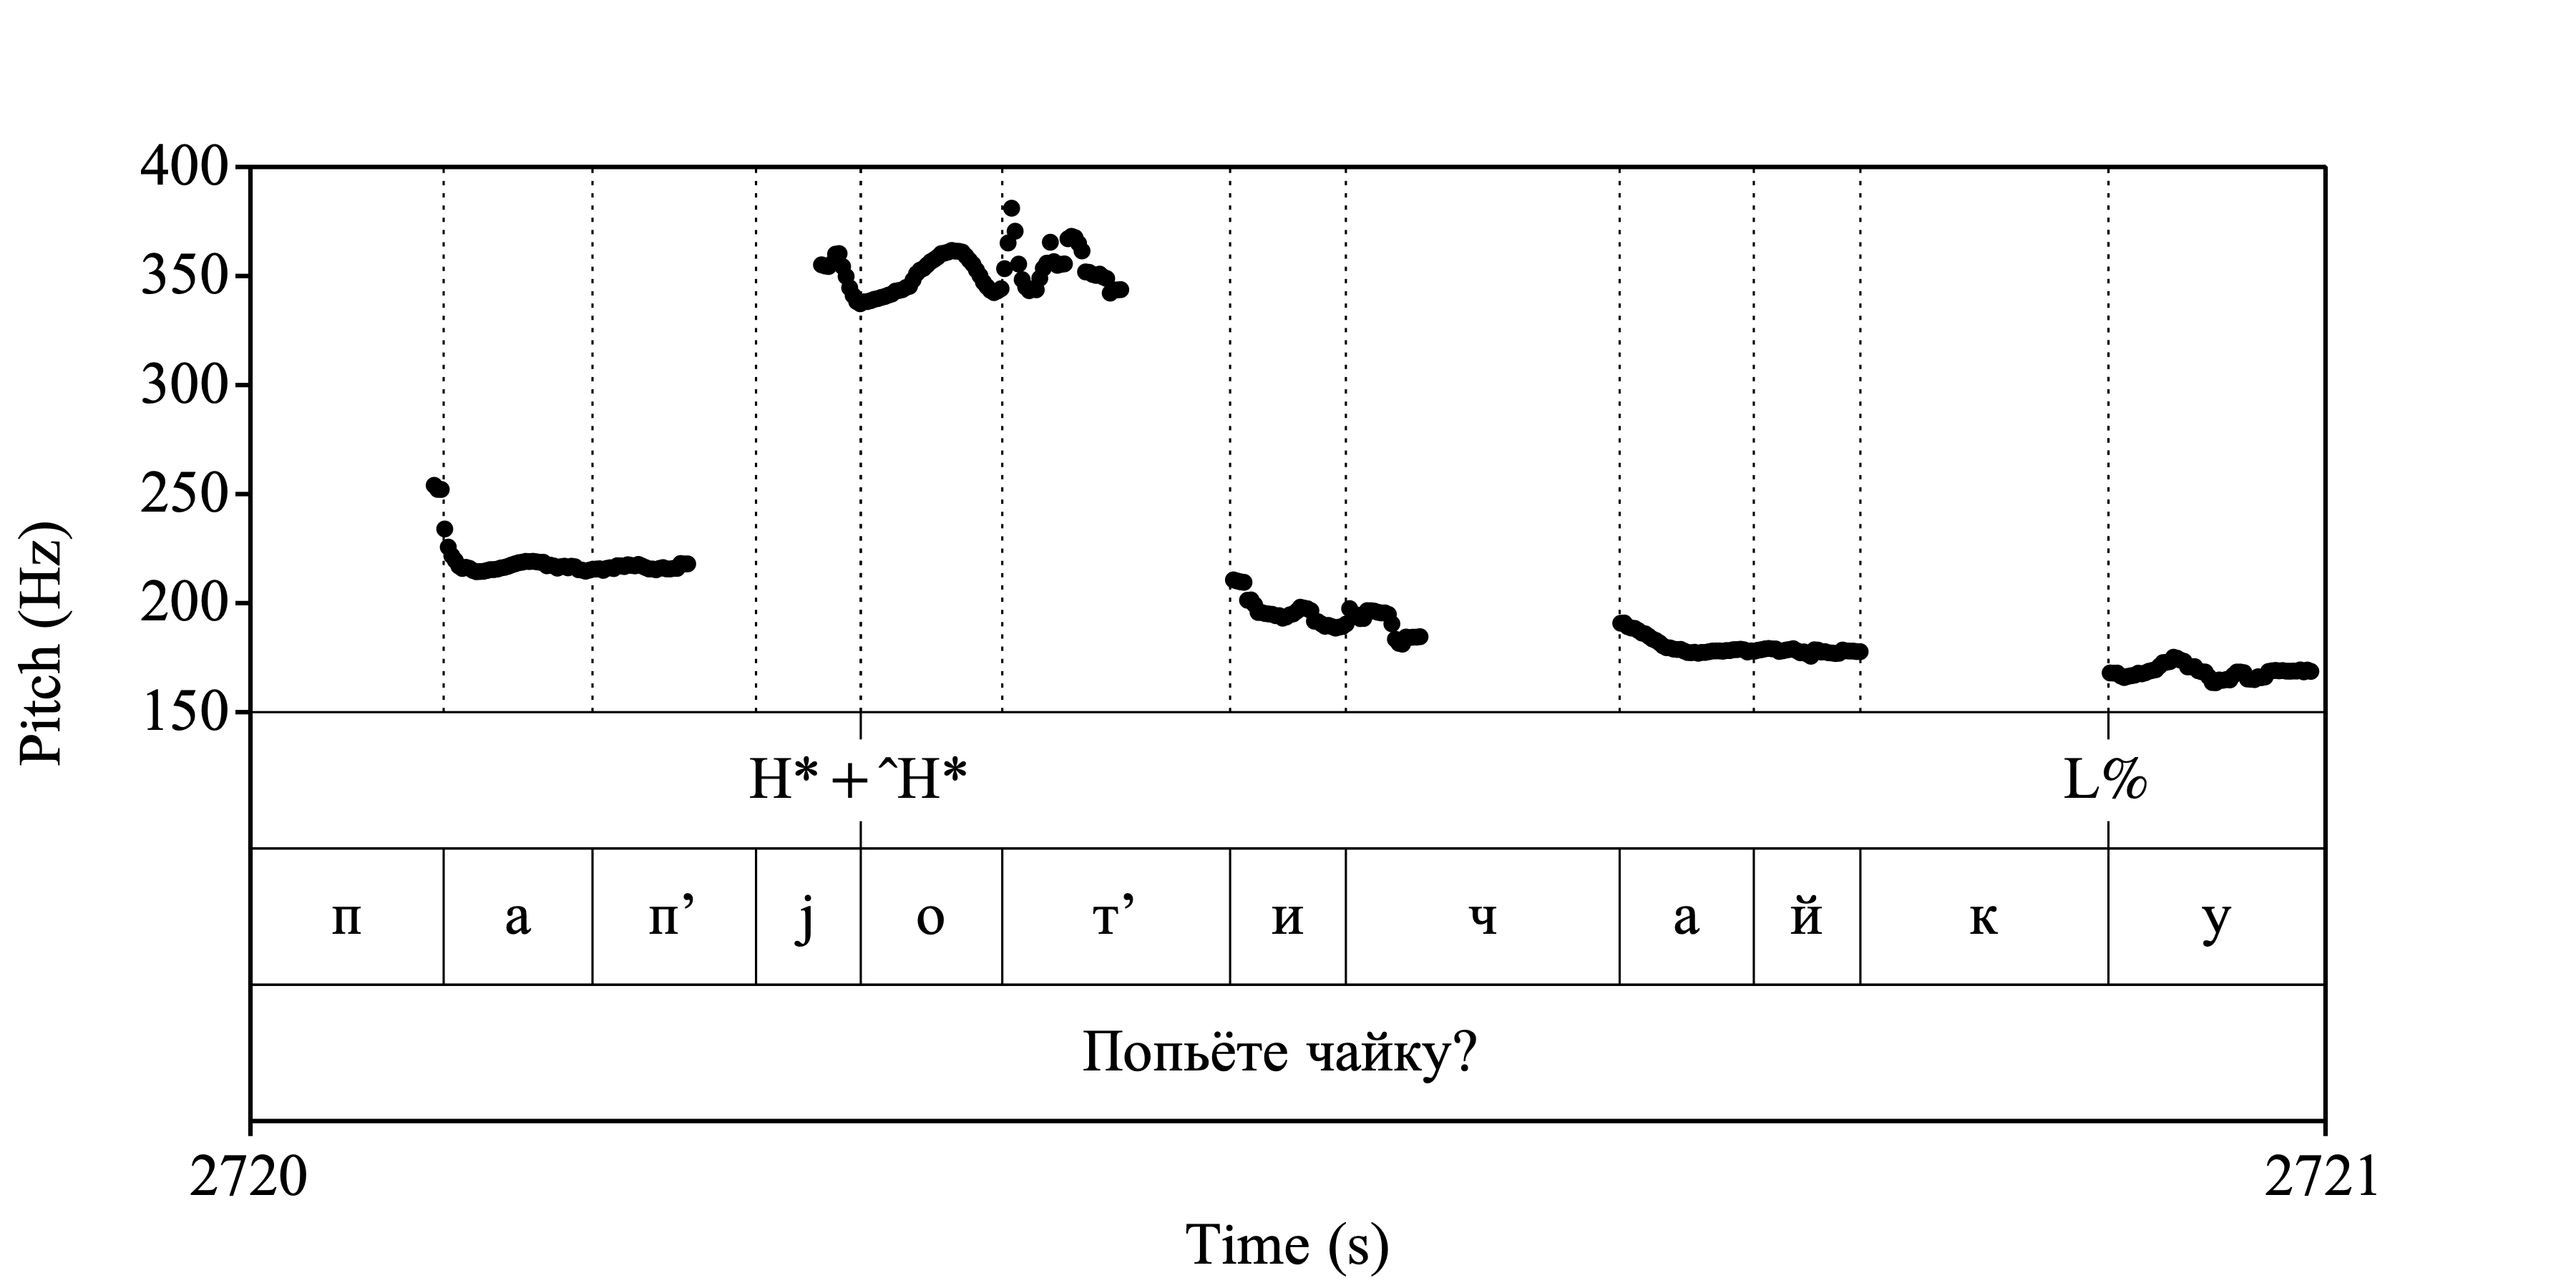 400
350
300
250
200
150
Pitch (Hz)
H* + ˆH* L%
п а п’ j о т’ и ч а й к у
Попьёте чайку?
2720 2721
Time (s)